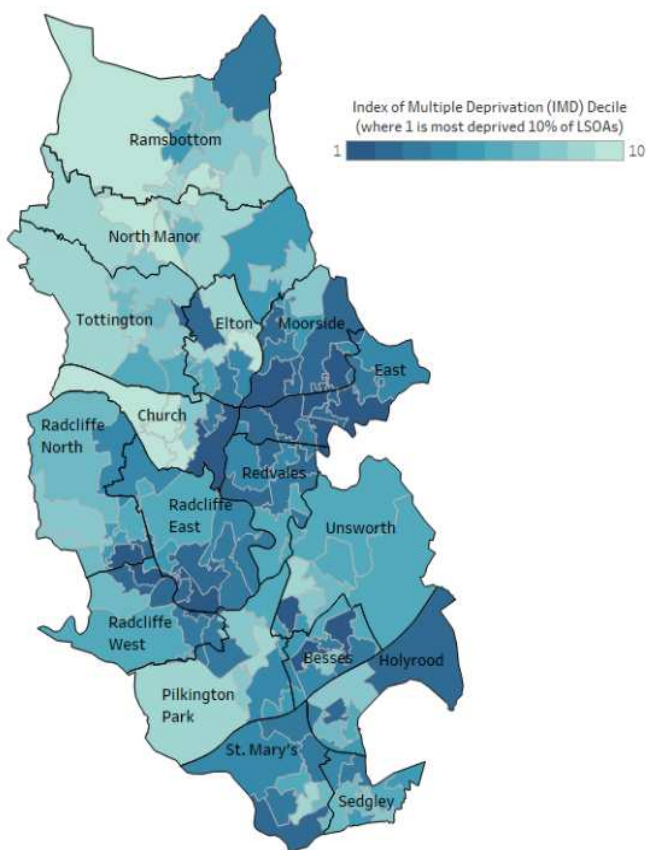 Index of Multiple Deprivation (IMD) Decile
(where 1 is most deprived 10% of LSOAs)
1 10
Ramsbottom
North Manor
Tottington
Elton
Moorside
East
Church
Radcliffe
North
Redvales
Radcliffe
East
Unsworth
Radcliffe
West
Besses
Holyrood
Pilkington
Park
St. Mary's
Sedgley